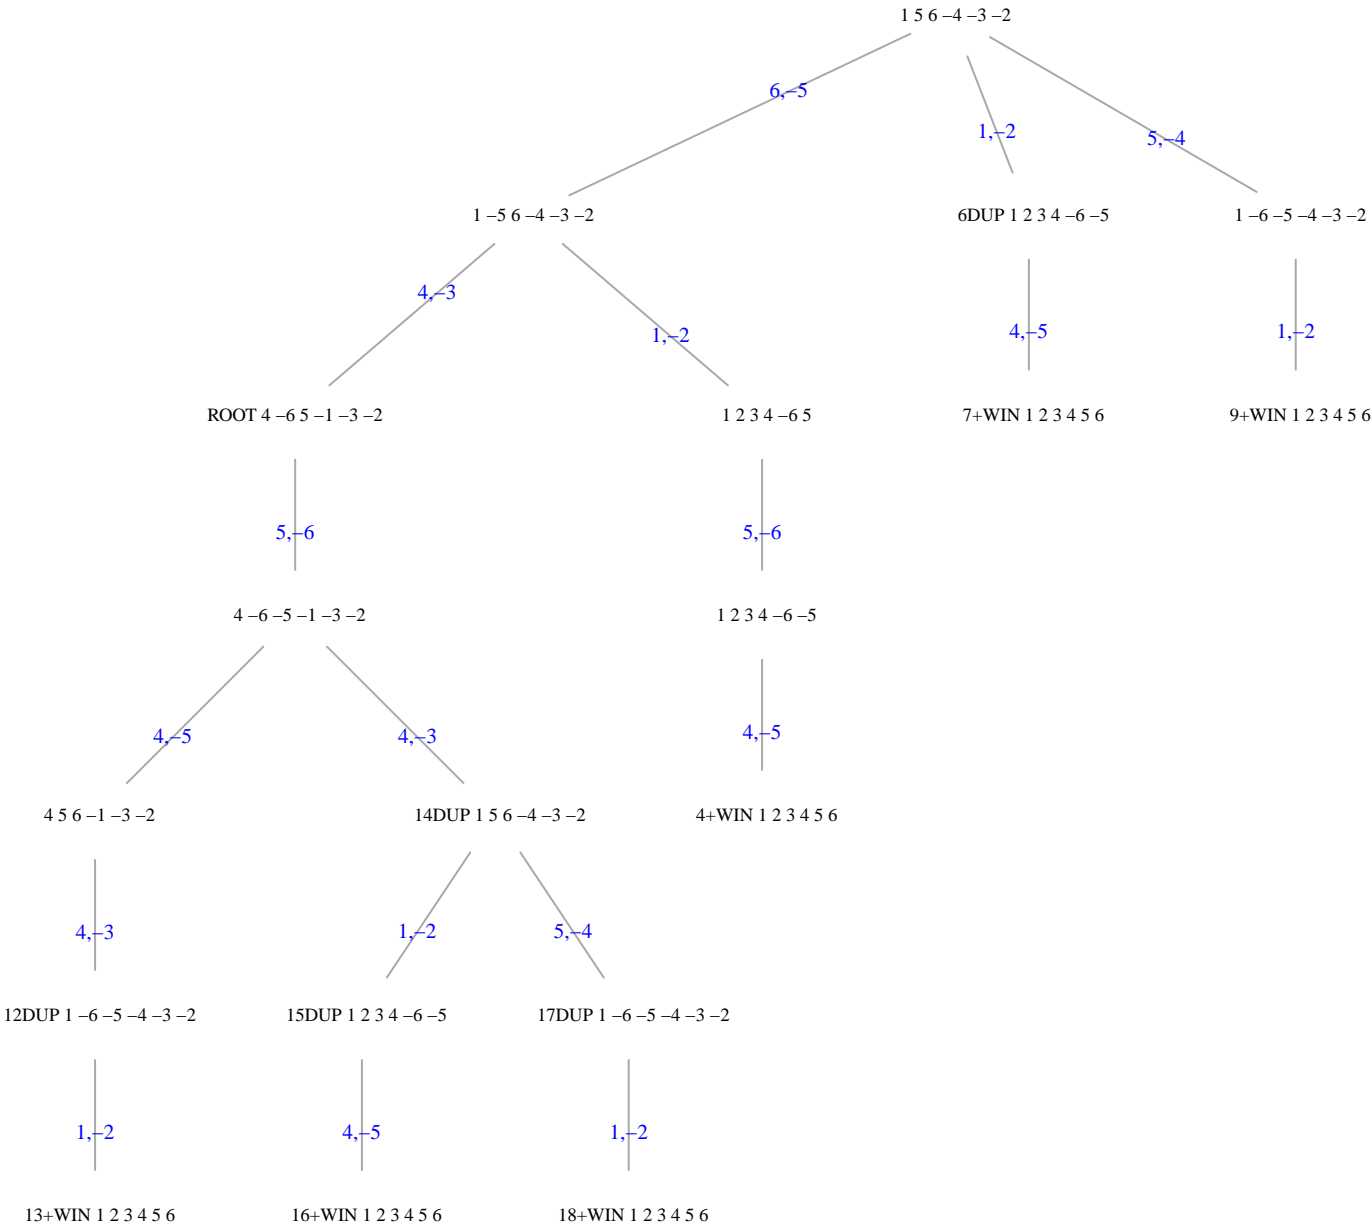 1 5 6 –4 –3 –2
6,–5
1,–2
5,–4
1 –5 6 –4 –3 –2
6DUP 1 2 3 4 –6 –5
1 –6 –5 –4 –3 –2
4,–3
1,–2
4,–5
1,–2
ROOT 4 –6 5 –1 –3 –2
1 2 3 4 –6 5
7+WIN 1 2 3 4 5 6
9+WIN 1 2 3 4 5 6
5,–6
5,–6
4 –6 –5 –1 –3 –2
1 2 3 4 –6 –5
4,–5
4,–3
4,–5
4 5 6 –1 –3 –2
14DUP 1 5 6 –4 –3 –2
4+WIN 1 2 3 4 5 6
4,–3
1,–2
5,–4
12DUP 1 –6 –5 –4 –3 –2
15DUP 1 2 3 4 –6 –5
17DUP 1 –6 –5 –4 –3 –2
1,–2
4,–5
1,–2
13+WIN 1 2 3 4 5 6
16+WIN 1 2 3 4 5 6
18+WIN 1 2 3 4 5 6